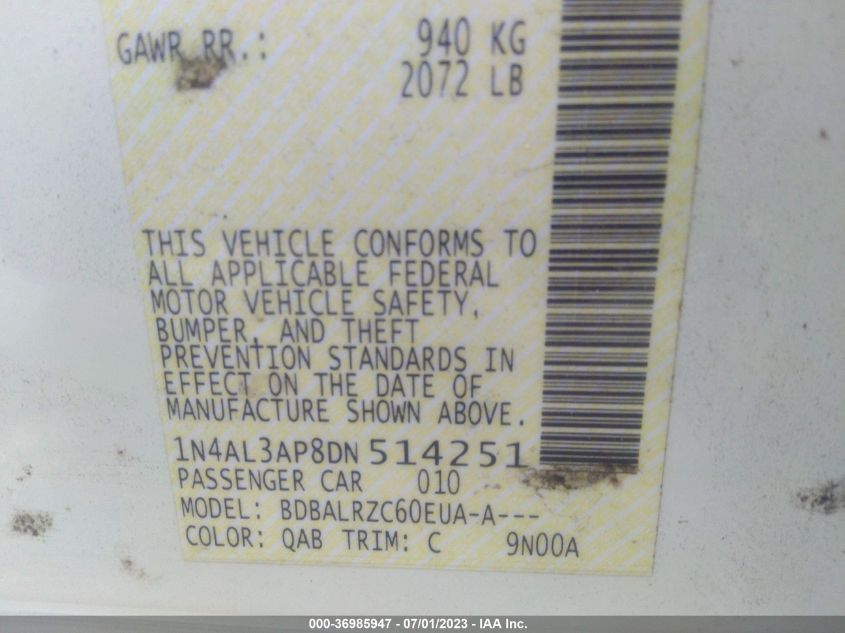 GAWR RR.: 940 KG
2072 LB
THIS VEHICLE CONFORMS TO
ALL APPLICABLE FEDERAL
MOTOR VEHICLE SAFETY,
BUMPER, AND THEFT
PREVENTION STANDARDS IN
EFFECT ON THE DATE OF
MANUFACTURE SHOWN ABOVE.
1N4AL3AP8DN514251
PASSENGER CAR 010
MODEL: BDBALRZC60EUA-A---
COLOR: QAB TRIM: C 9N00A
000-36985947 - 07/01/2023 - IAA Inc.